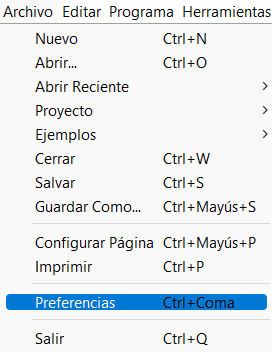 Archivo Editar Programa Herramientas
Nuevo Ctrl+N
Abrir... Ctrl+O
Abrir Reciente
Proyecto
Ejemplos
Cerrar Ctrl+W
Salvar Ctrl+S
Guardar Como... Ctrl+Mayús+S
Configurar Página Ctrl+Mayús+P
Imprimir Ctrl+P
Preferencias Ctrl+Coma
Salir Ctrl+Q